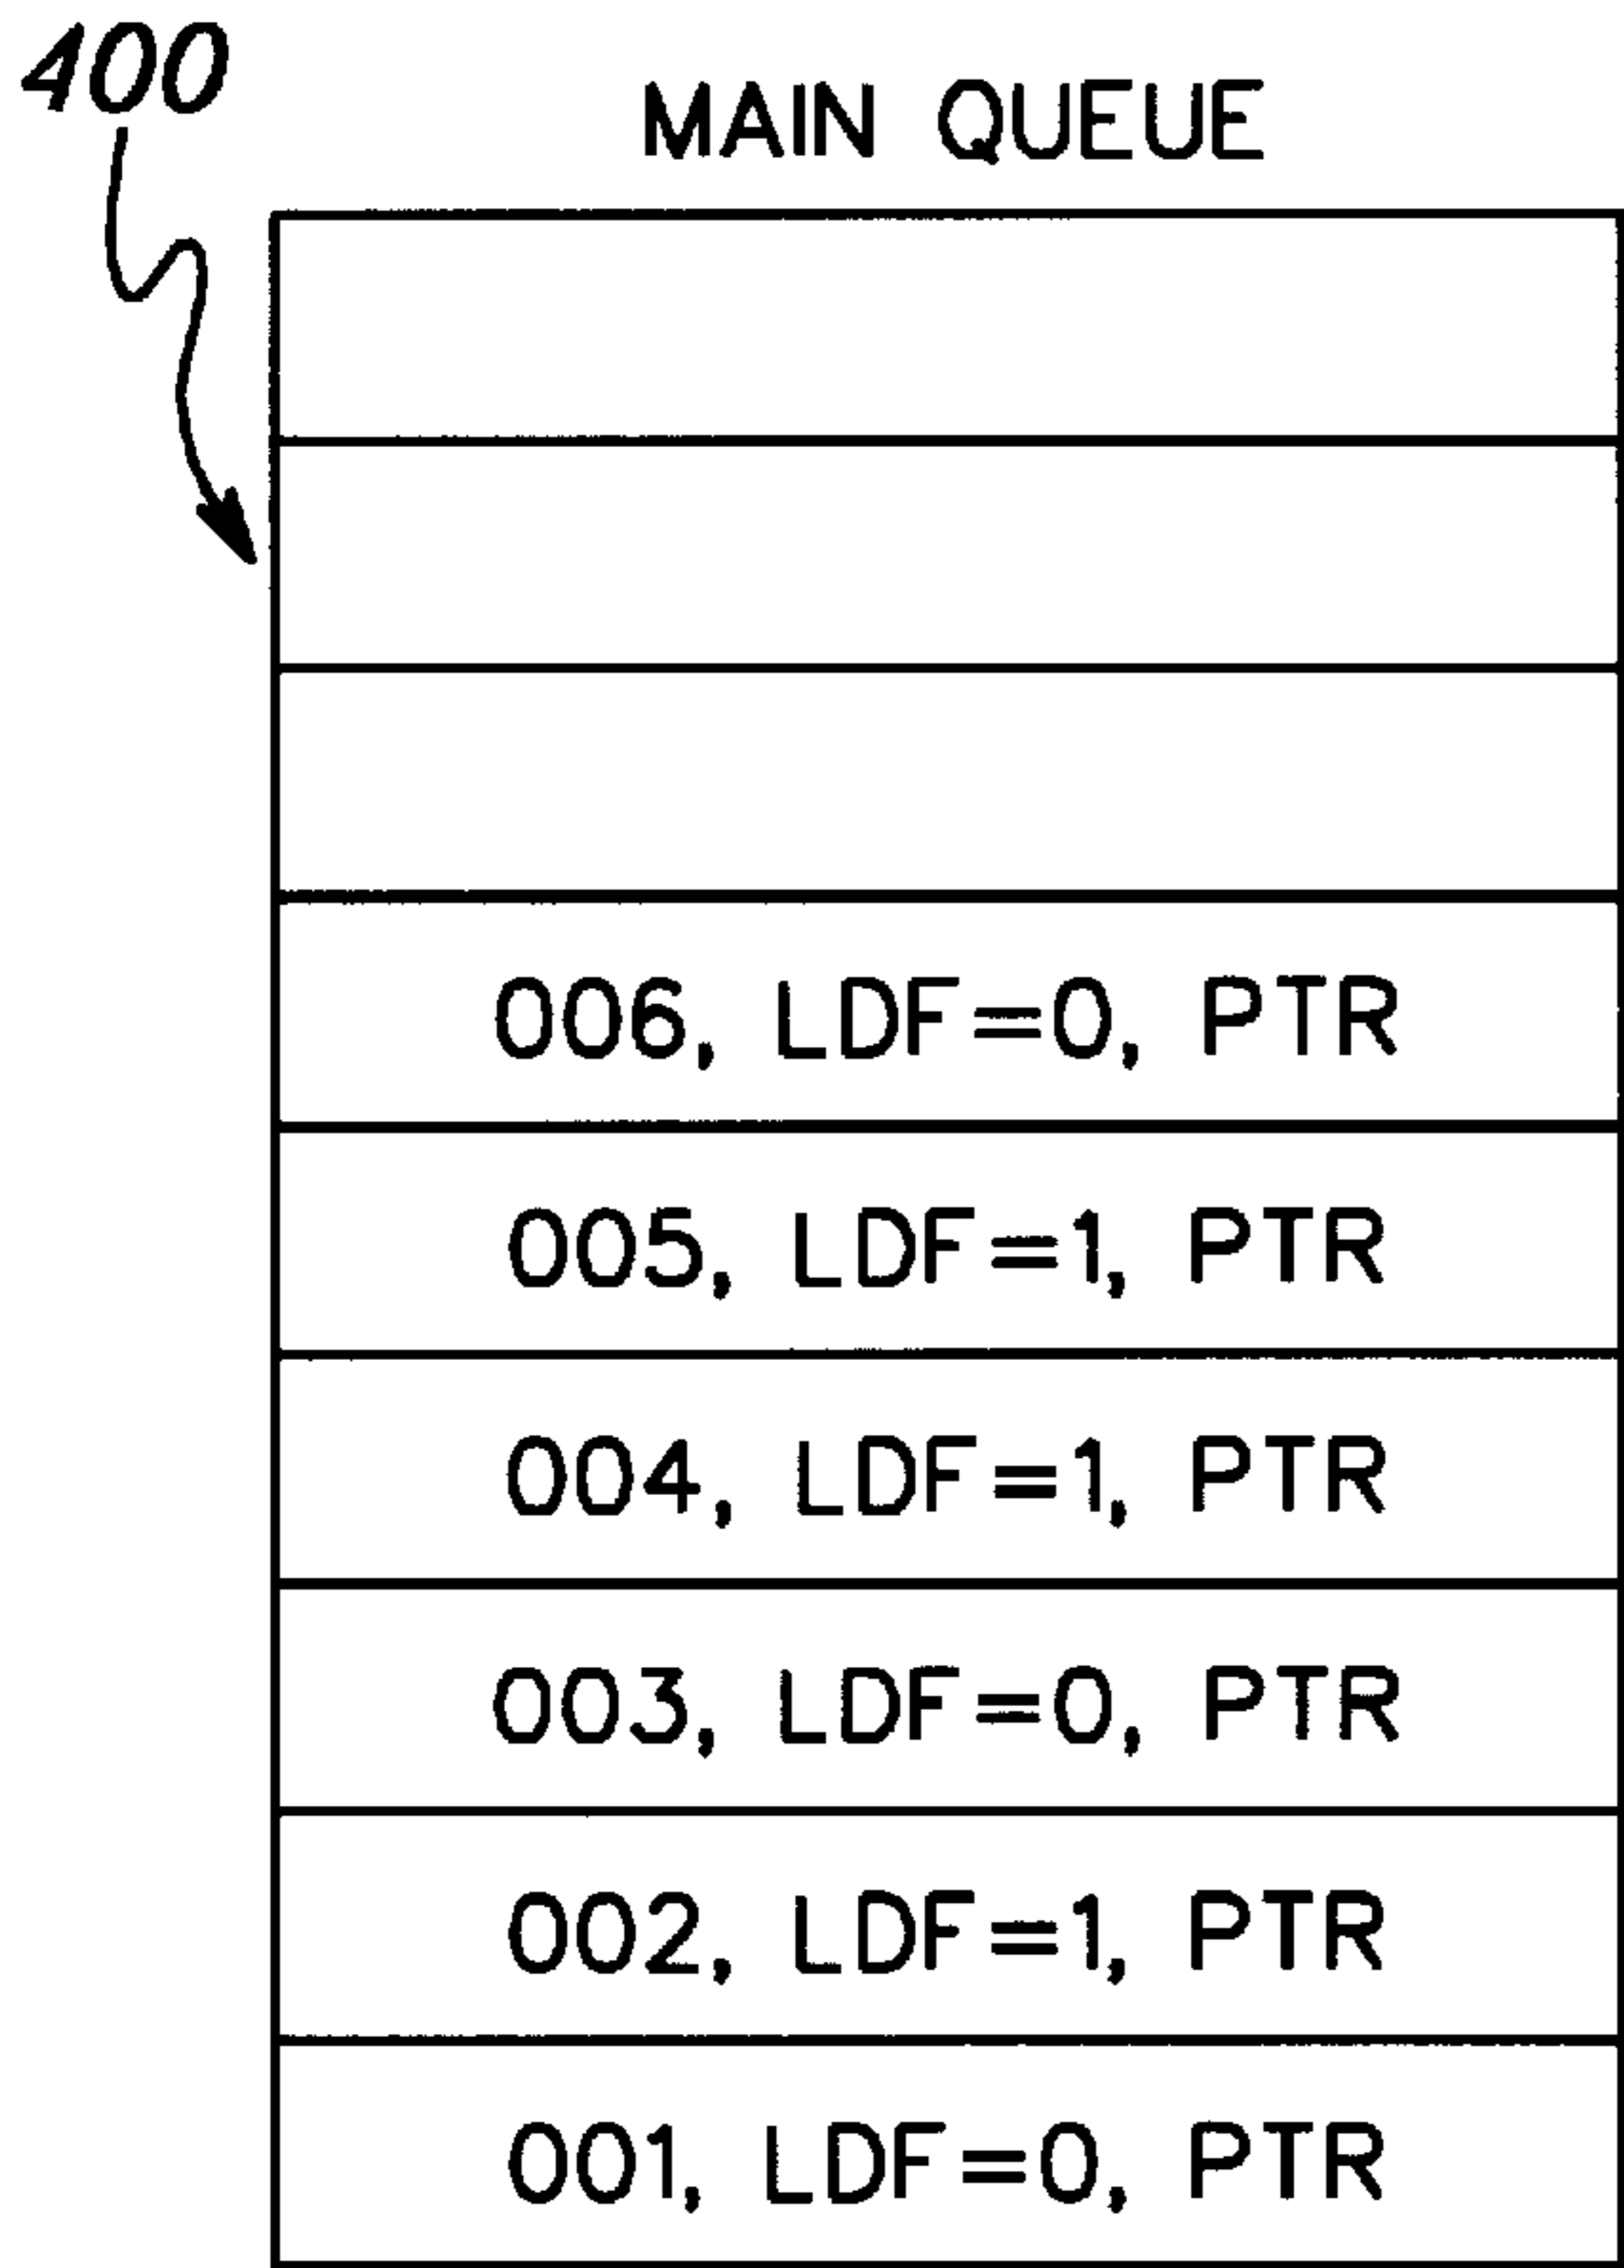 400
MAIN QUEUE
006, LDF=0, PTR
005, LDF=1, PTR
004, LDF=1, PTR
003, LDF=0, PTR
002, LDF=1, PTR
001, LDF=0, PTR